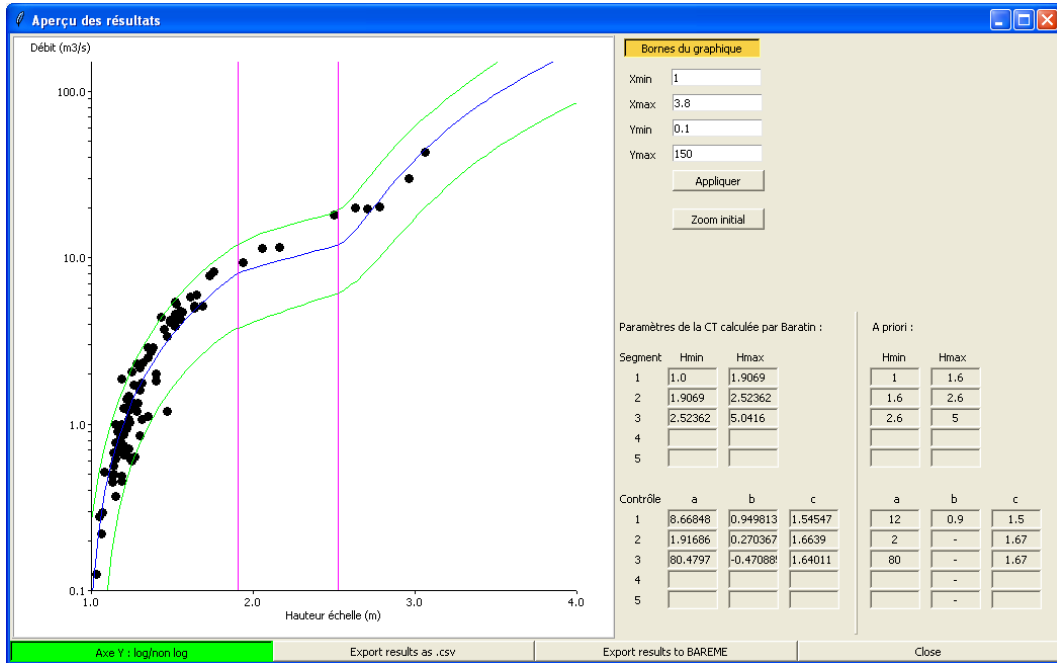 Aperçu des résultats
Débit (m3/s)
100.0
10.0
1.0
0.1
1.0 2.0 3.0 4.0
Hauteur échelle (m)
Bornes du graphique
Xmin 1
Xmax 3.8
Ymin 0.1
Ymax 150
Appliquer
Zoom initial
Paramètres de la CT calculée par Baratin : A priori :
Segment Hmin Hmax Hmin Hmax
1 1.0 1.9069 1 1.6
2 1.9069 2.52362 1.6 2.6
3 2.52362 5.0416 2.6 5
4
5
Contrôle a b c a b c
1 8.66848 0.949813 1.54547 12 0.9 1.5
2 1.91686 0.270367 1.6639 2 - 1.67
3 80.4797 -0.47088 1.64011 80 - 1.67
4 -
5 -
Axe Y : log/non log Export results as .csv Export results to BAREME Close